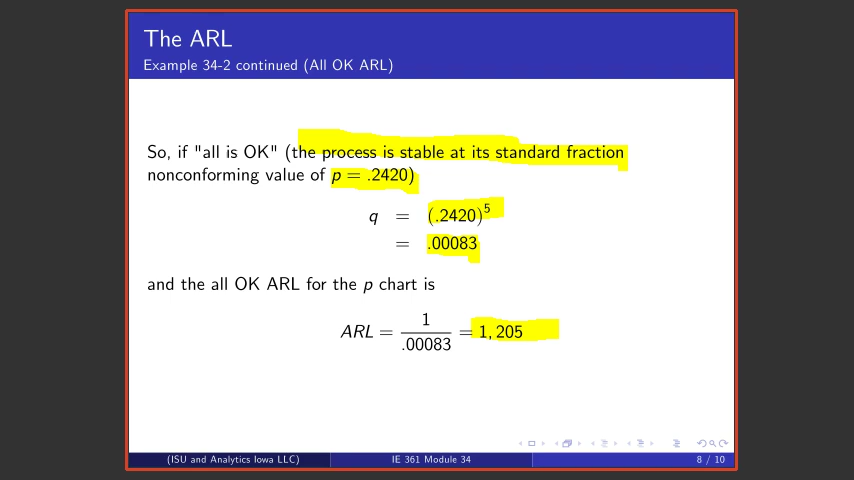 The ARL
Example 34-2 continued (All OK ARL)
So, if "all is OK" (the process is stable at its standard fraction
nonconforming value of p = .2420)
q = (.2420)^5
= .00083
and the all OK ARL for the p chart is
ARL = 1/.00083 = 1, 205
(ISU and Analytics Iowa LLC) IE 361 Module 34 8 / 10